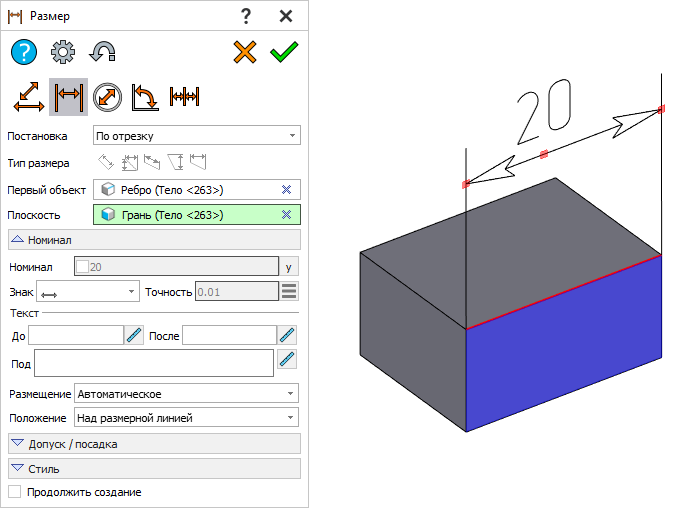 Размер ? ×
?
Постановка По отрезку
Тип размера
Первый объект Ребро (Тело <263>)
Плоскость Грань (Тело <263>)
Номинал
Номинал 20 у
Знак Точность 0.01
Текст
До После
Под
Размещение Автоматическое
Положение Над размерной линией
Допуск / посадка
Стиль
Продолжить создание
20